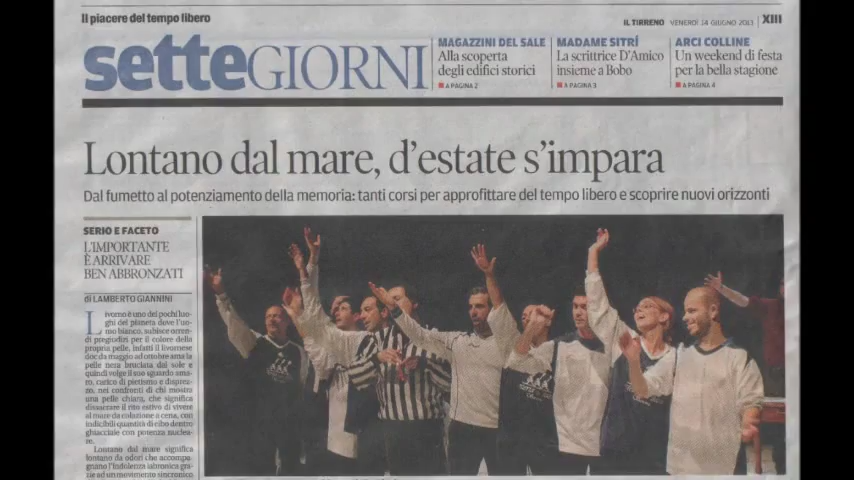 Il piacere del tempo libero
IL TIRRENO VENERDÌ 14 GIUGNO 2013 XIII
setteGIORNI
MAGAZZINI DEL SALE
Alla scoperta
degli edifici storici
A PAGINA 2
MADAME SITRÌ
La scrittrice D'Amico
insieme a Bobo
A PAGINA 3
ARCI COLLINE
Un weekend di festa
per la bella stagione
A PAGINA 4
Lontano dal mare, d'estate s'impara
Dal fumetto al potenziamento della memoria: tanti corsi per approfittare del tempo libero e scoprire nuovi orizzonti
SERIO E FACETO
L'IMPORTANTE
È ARRIVARE
BEN ABBRONZATI
di LAMBERTO GIANNINI
Livorno è uno dei pochi luo-
ghi del pianeta dove l'uo-
mo bianco, subisce orren-
di pregiudizi per il colore della
propria pelle, infatti il livornese
doc da maggio ad ottobre ama la
pelle nera bruciata dal sole e
quindi volge il suo sguardo ama-
ro, carico di pietismo e disprez-
zo, nei confronti di chi mostra
una pelle chiara, che significa
dissacrare il rito estivo di vivere
al mare da colazione a cena, con
indicibili quantità di cibo dentro
ghiacciaie con potenza nuclea-
re.
Lontano dal mare significa
lontano da odori che accompa-
gnano l'indolenza labronica gra-
zie ad un movimento sincronico